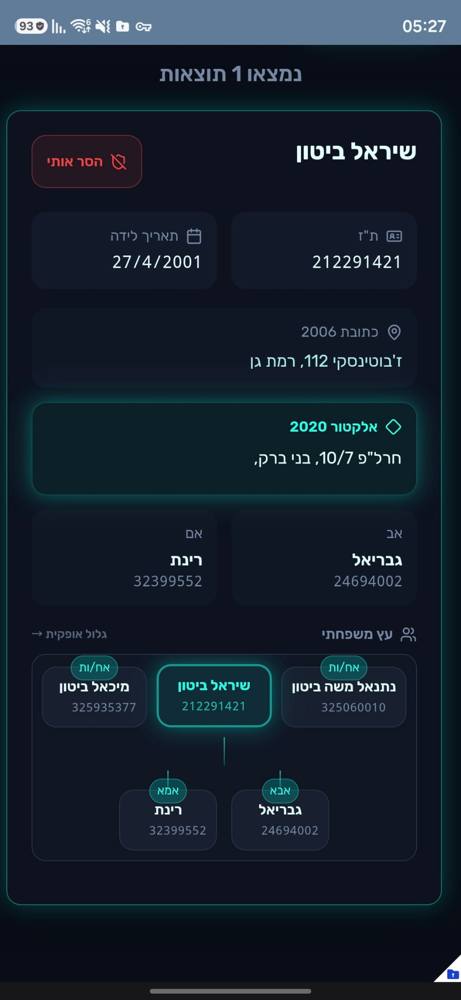 05:27
93
נמצאו 1 תוצאות
שיראל ביטון
הסר אותי
ת"ז
212291421
תאריך לידה
27/4/2001
כתובת 2006
ז'בוטינסקי 112, רמת גן
אלקטור 2020
חרל"פ 10/7, בני ברק,
אב
גבריאל
24694002
אם
רינת
32399552
עץ משפחתי
גלול אופקית →
אח/ות
נתנאל משה ביטון
325060010
שיראל ביטון
212291421
אח/ות
מיכאל ביטון
325935377
אבא
גבריאל
24694002
אמא
רינת
32399552